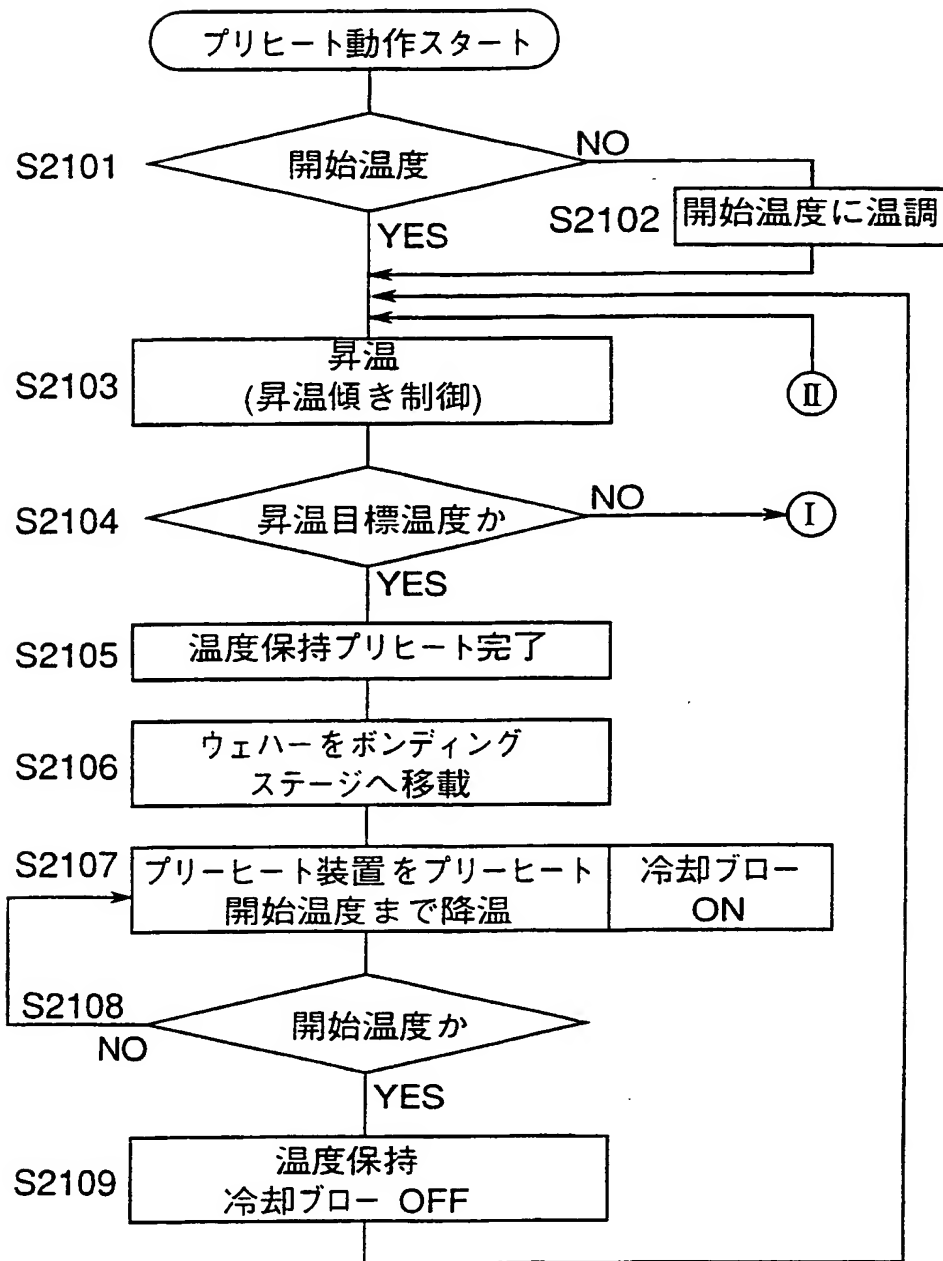 プリヒート動作スタート
S2101
開始温度
NO
YES
S2102
開始温度に温調
S2103
昇温
(昇温傾き制御)
II
S2104
昇温目標温度か
NO
I
YES
S2105
温度保持プリヒート完了
S2106
ウェハーをボンディング
ステージへ移載
S2107
プリーヒート装置をプリーヒート
開始温度まで降温
冷却ブロー
ON
S2108
開始温度か
NO
YES
S2109
温度保持
冷却ブロー OFF